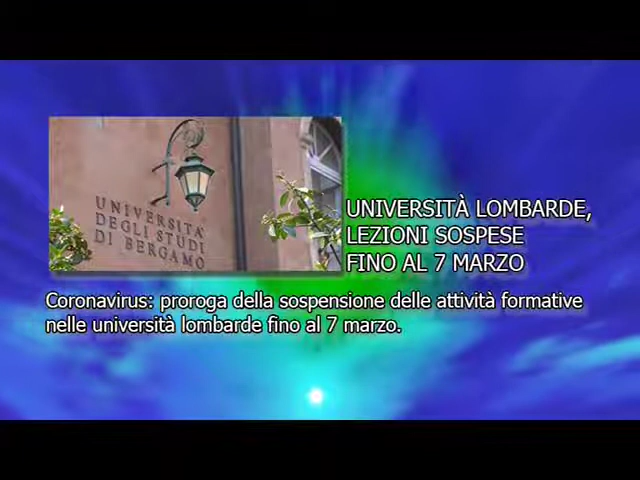 UNIVERSITA'
DEGLI STUDI
DI BERGAMO
UNIVERSITÀ LOMBARDE,
LEZIONI SOSPESE
FINO AL 7 MARZO
Coronavirus: proroga della sospensione delle attività formative
nelle università lombarde fino al 7 marzo.